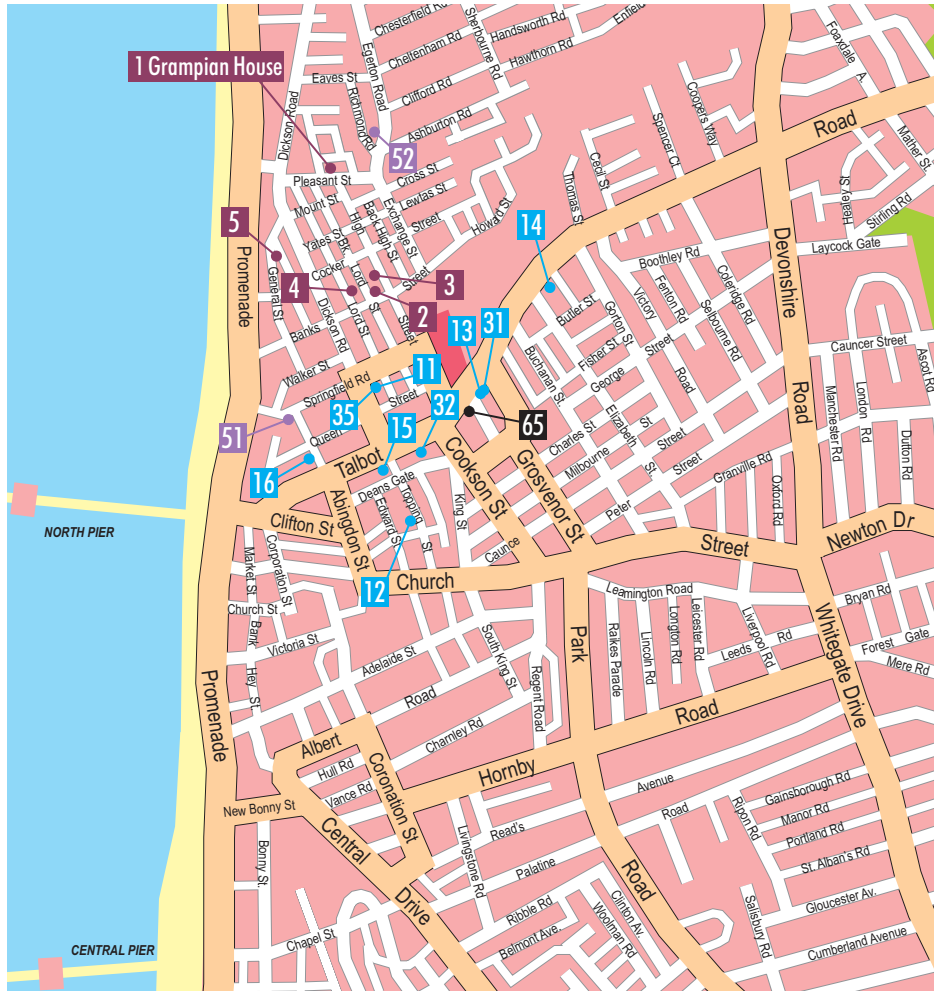 Chesterfield Rd
Sherbourne Rd
Handsworth Rd
Enfield
Cheltenham Rd
Hawthorn Rd
Egerton Road
Foaxdale A.
1 Grampian House
Eaves St
Richmond Rd
Clifford Rd
Dickson Road
Ashburton Rd
Coopers Way
Spencer Ct
Road
Mather St
52
Cross St
Pleasant St
Lewtas St
Cecil St
Thomas St
Healey St
Stirling Rd
Mount St
High
Back High St
Exchange St
Street
Howard St
5
14
Promenade
Yates St
Bk.
Devonshire
Laycock Gate
Boothley Rd
Cocker
Lord
St
Street
General St
4
3
2
Coleridge Rd
Fenton Rd
Selbourne Rd
Victory
Road
Butler St
Gorton St
Dickson Rd
Lord St
Street
Banks
13
31
Fisher St
Street
Cauncer Street
Ascot Rd
Walker St
Buchanan St
George
Springfield Rd
11
Street
Road
Manchester Rd
London Rd
35
15
32
65
Elizabeth St
St
Charles St
Street
Dutton Rd
51
Queen
Milbourne
Street
16
Talbot
Cookson St
Grosvenor St
Granville Rd
Oxford Rd
Deans Gate
Peter
Abingdon St
Edward St
Topping St
King St
Clifton St
Caunce
Street
Newton Dr
NORTH PIER
Market St
Corporation St
12
Church
Leamington Road
Bryan Rd
Church St
Bank Hey St
Victoria St
South King St
Park
Rakes Parade
Lincoln Rd
Longton Rd
Leicester Rd
Liverpool Rd
Leeds Rd
Whitegate Drive
Forest Gate
Mere Rd
Adelaide St
Regent Road
Promenade
Road
Road
Charnley Rd
Albert
Coronation St
Hornby
Hull Rd
Vance Rd
Avenue
Gainsborough Rd
New Bonny St
Road
Ripon Rd
Manor Rd
Portland Rd
Central
Drive
Livingstone Rd
Read's
St. Alban's Rd
Bonny St.
Palatine
Road
Gloucester Av.
Ribble Rd
Clinton Av.
Woolman Rd
Salisbury Rd
Chapel St
Belmont Ave.
Cumberland Avenue
CENTRAL PIER